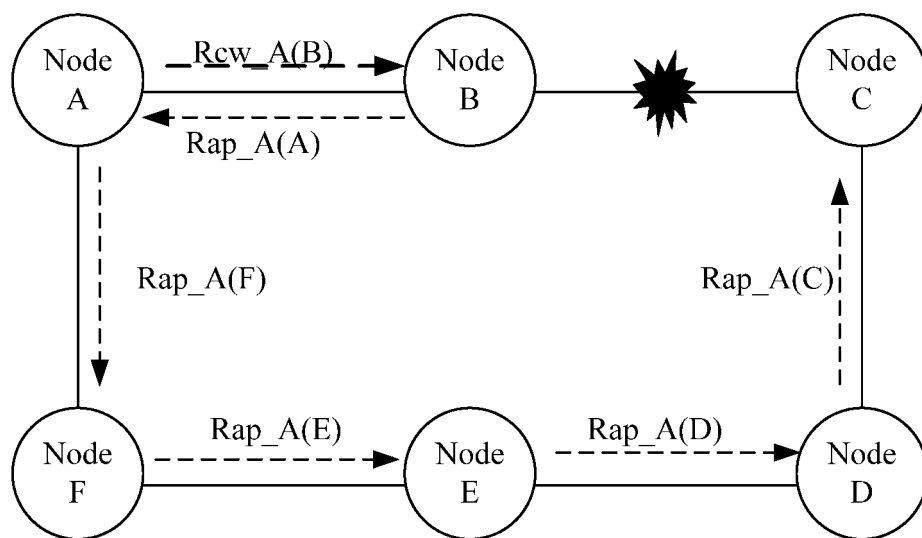 Node
A
Rcw_A(B)
Node
B
Node
C
Rap_A(A)
Rap_A(F)
Rap_A(C)
Node
F
Rap_A(E)
Node
E
Rap_A(D)
Node
D